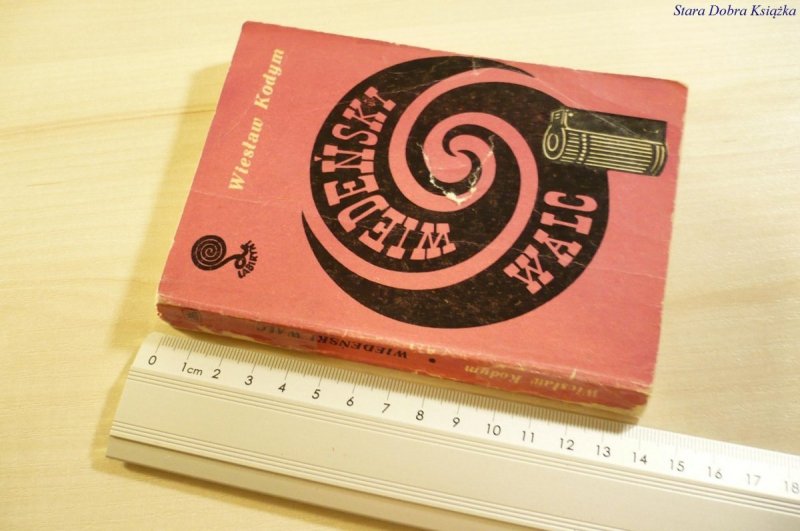 Stara Dobra Książka
Wiesław Kodym
WIEDEŃSKI
WALC
LABIRYNT
WIEDEŃSKI WALC
Wiesław Kodym
0 1cm 2 3 4 5 6 7 8 9 10 11 12 13 14 15 16 17 18